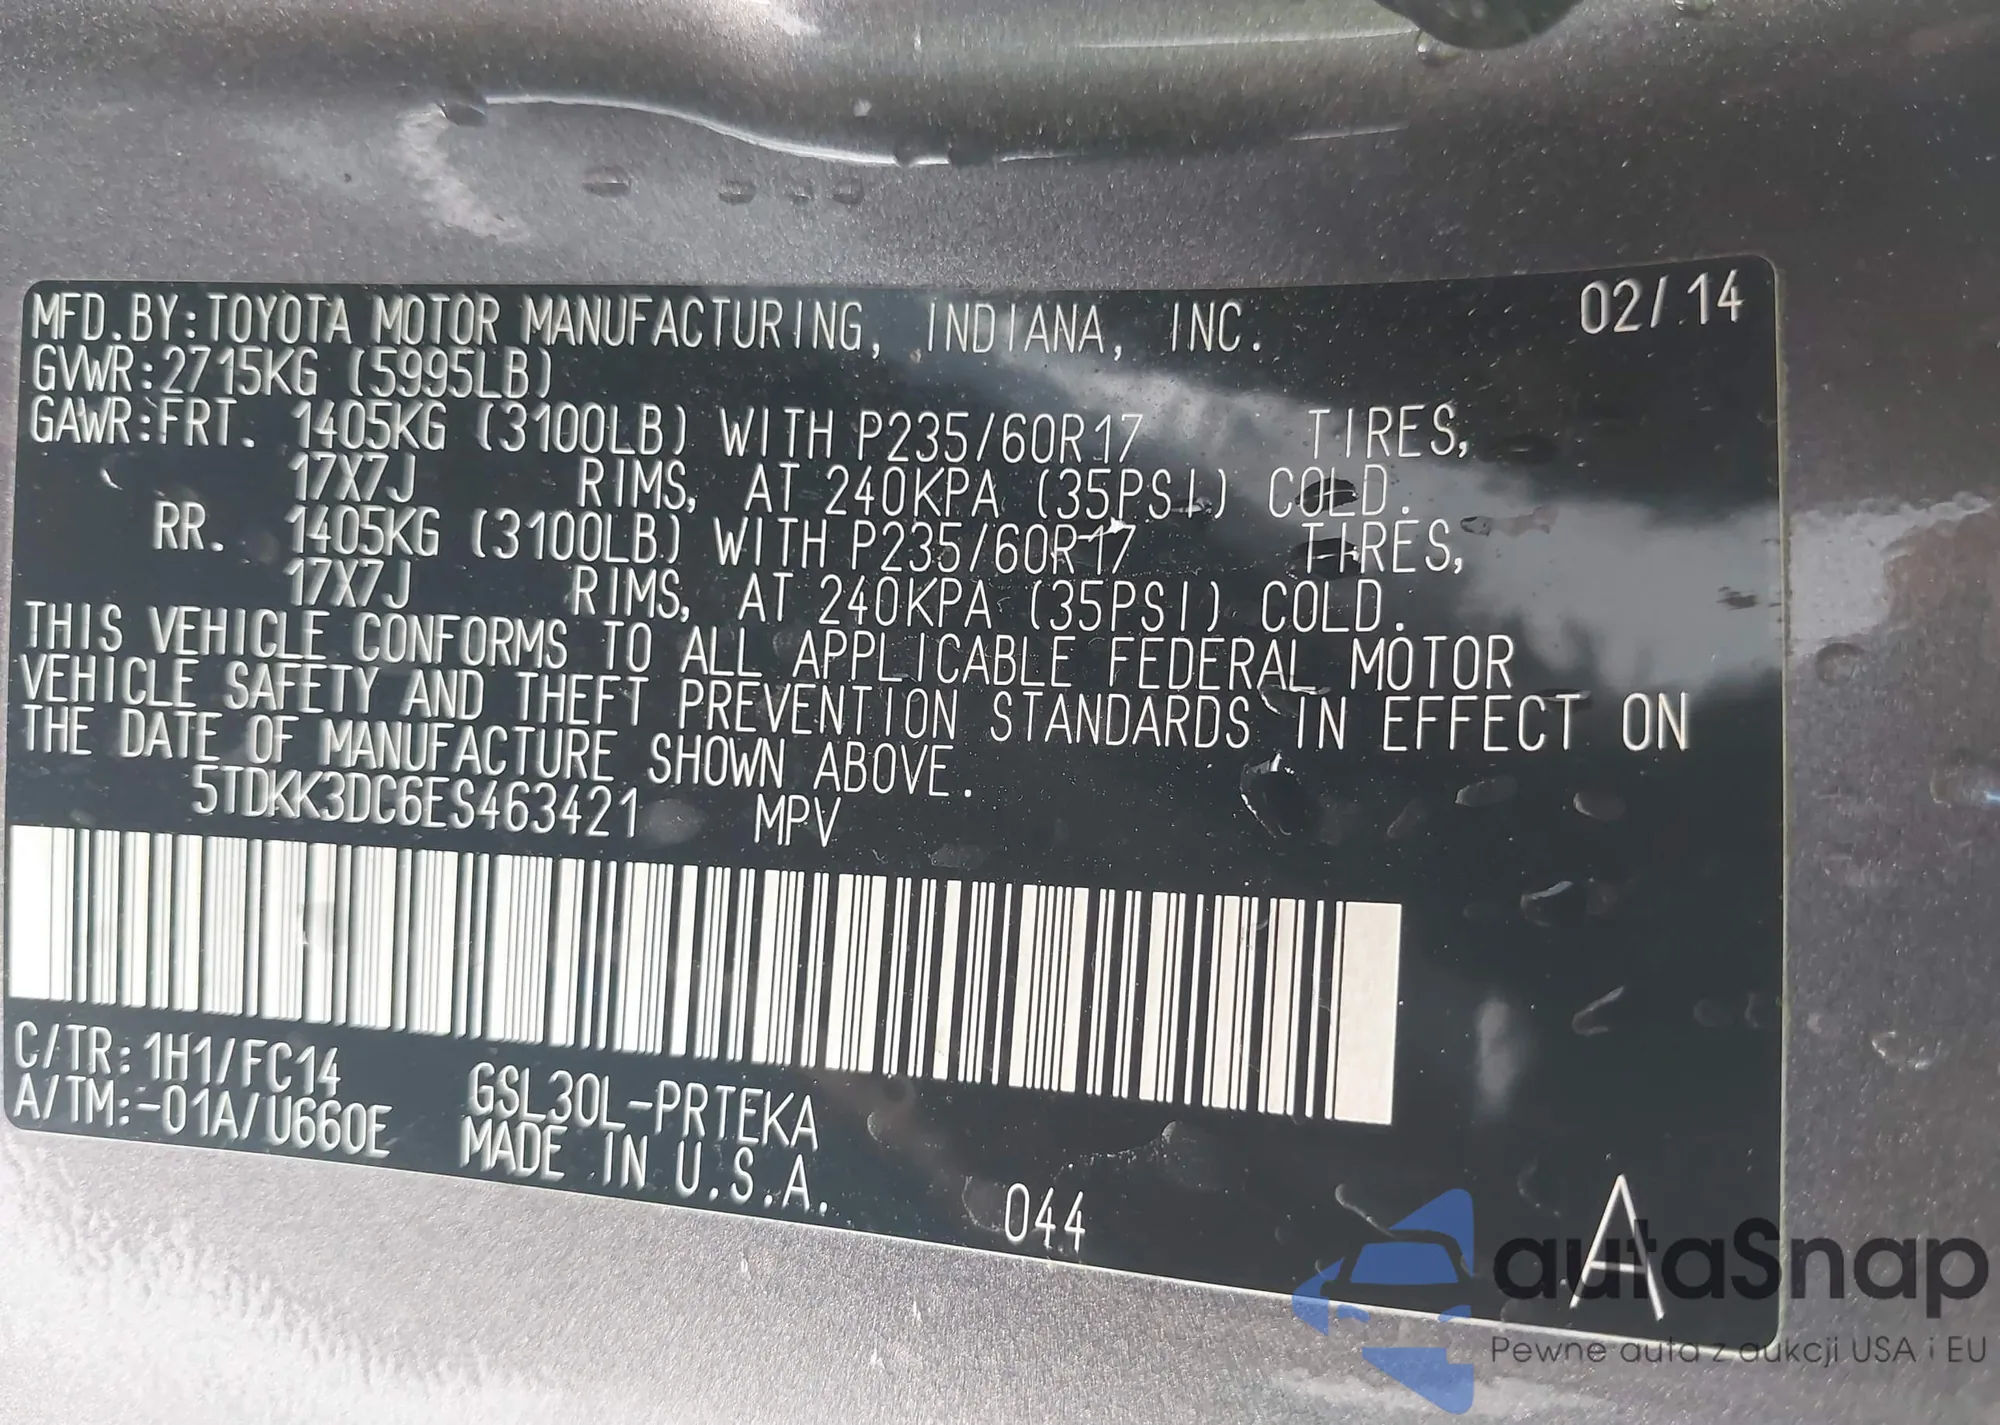 MFD.BY:TOYOTA MOTOR MANUFACTURING, INDIANA, INC. 02/14
GVWR:2715KG (5995LB)
GAWR:FRT. 1405KG (3100LB) WITH P235/60R17 TIRES,
17X7J RIMS, AT 240KPA (35PSI) COLD.
RR. 1405KG (3100LB) WITH P235/60R17 TIRES,
17X7J RIMS, AT 240KPA (35PSI) COLD.
THIS VEHICLE CONFORMS TO ALL APPLICABLE FEDERAL MOTOR
VEHICLE SAFETY AND THEFT PREVENTION STANDARDS IN EFFECT ON
THE DATE OF MANUFACTURE SHOWN ABOVE.
5TDKK3DC6ES463421 MPV
C/TR:1H1/FC14 GSL30L-PRTEKA
A/TM:-01A/U660E MADE IN U.S.A.
044
A
autaSnap
Pewne auta z aukcji USA i EU